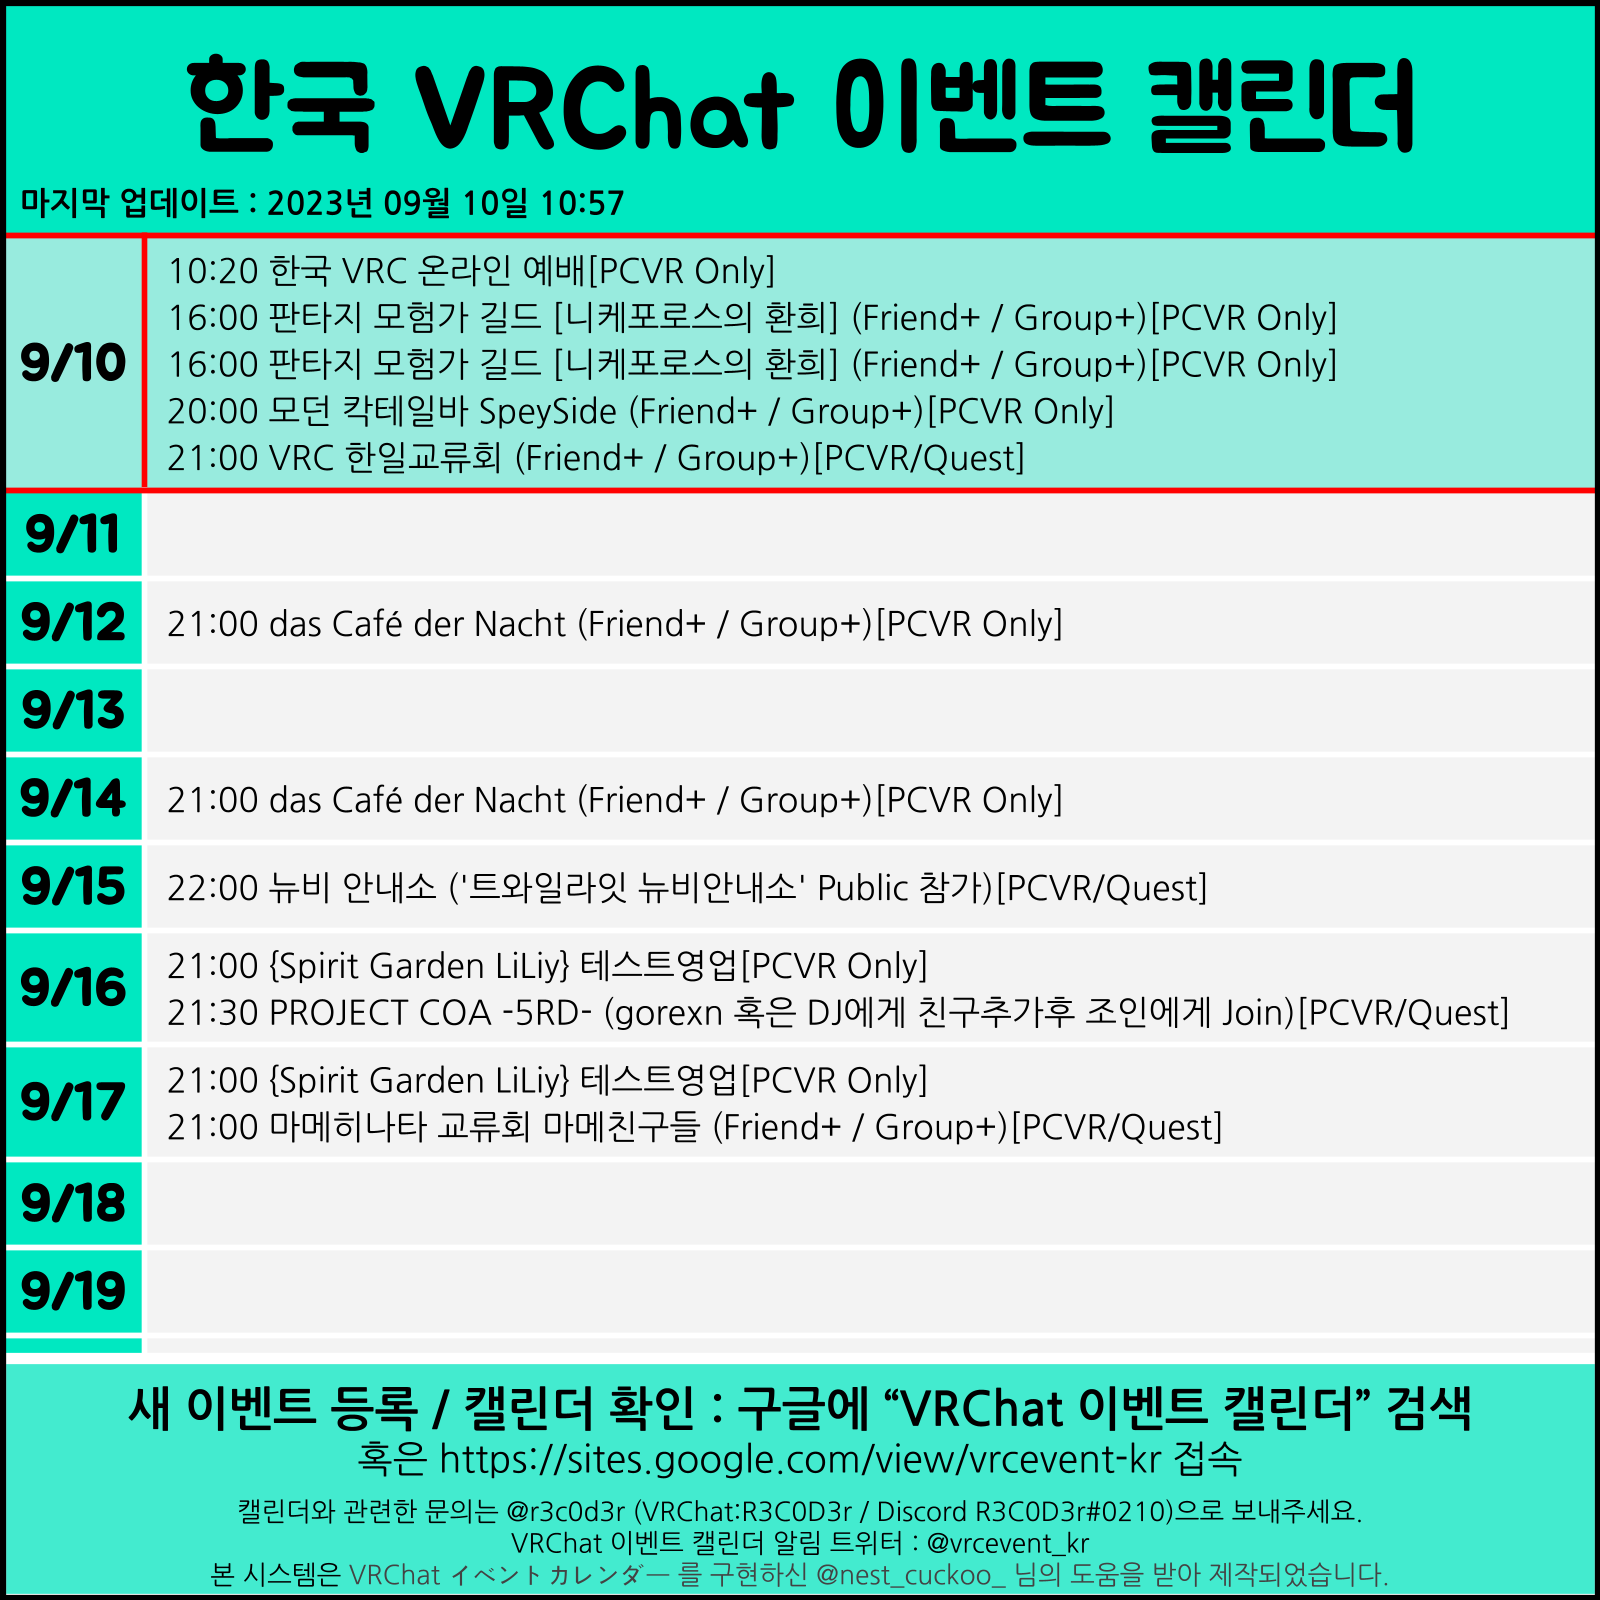 한국 VRChat 이벤트 캘린더
마지막 업데이트 : 2023년 09월 10일 10:57
9/10
10:20 한국 VRC 온라인 예배[PCVR Only]
16:00 판타지 모험가 길드 [니케포로스의 환희] (Friend+ / Group+)[PCVR Only]
16:00 판타지 모험가 길드 [니케포로스의 환희] (Friend+ / Group+)[PCVR Only]
20:00 모던 칵테일바 SpeySide (Friend+ / Group+)[PCVR Only]
21:00 VRC 한일교류회 (Friend+ / Group+)[PCVR/Quest]
9/11
9/12
21:00 das Café der Nacht (Friend+ / Group+)[PCVR Only]
9/13
9/14
21:00 das Café der Nacht (Friend+ / Group+)[PCVR Only]
9/15
22:00 뉴비 안내소 ('트와일라잇 뉴비안내소' Public 참가)[PCVR/Quest]
9/16
21:00 {Spirit Garden LiLiy} 테스트영업[PCVR Only]
21:30 PROJECT COA -5RD- (gorexn 혹은 DJ에게 친구추가후 조인에게 Join)[PCVR/Quest]
9/17
21:00 {Spirit Garden LiLiy} 테스트영업[PCVR Only]
21:00 마메히나타 교류회 마메친구들 (Friend+ / Group+)[PCVR/Quest]
9/18
9/19
새 이벤트 등록 / 캘린더 확인 : 구글에 “VRChat 이벤트 캘린더” 검색
혹은 https://sites.google.com/view/vrcevent-kr 접속
캘린더와 관련한 문의는 @r3c0d3r (VRChat:R3C0D3r / Discord R3C0D3r#0210)으로 보내주세요.
VRChat 이벤트 캘린더 알림 트위터 : @vrcevent_kr
본 시스템은 VRChat イベントカレンダー 를 구현하신 @nest_cuckoo_ 님의 도움을 받아 제작되었습니다.